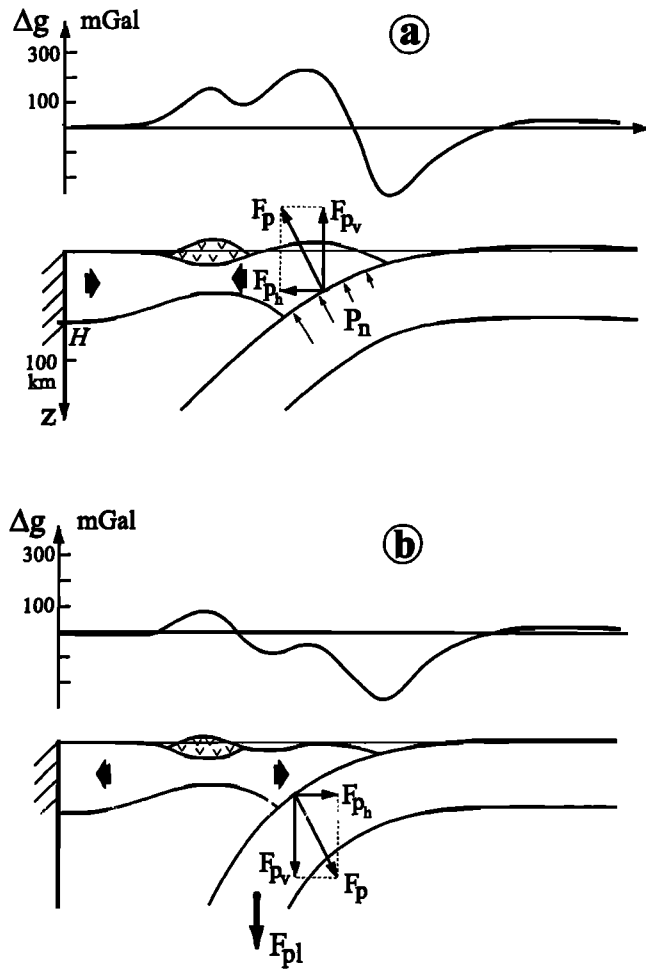 Δg mGal
a
300
100
F_p F_pv
F_ph
P_n
H
100
km
z
Δg mGal
b
300
100
F_ph
F_pv F_p
F_pl